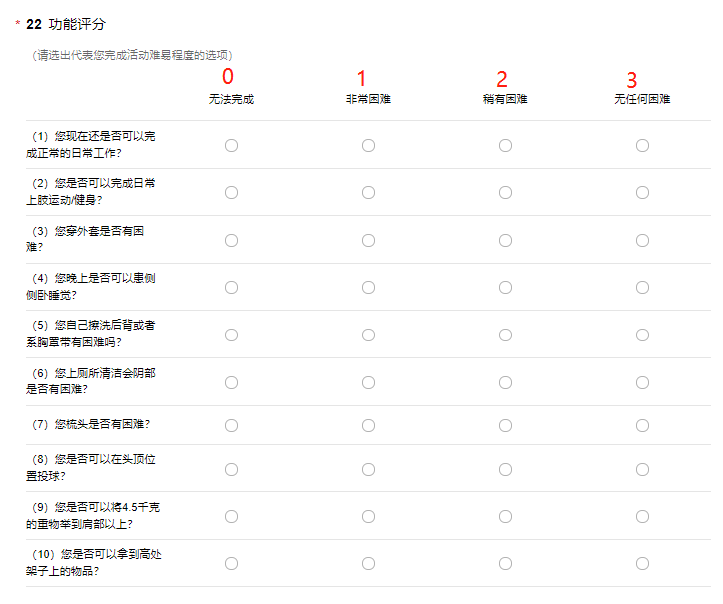 * 22 功能评分
（请选出代表您完成活动难易程度的选项）
0 1 2 3
无法完成 非常困难 稍有困难 无任何困难
（1）您现在还是否可以完
成正常的日常工作？
（2）您是否可以完成日常
上肢运动/健身？
（3）您穿外套是否有困
难？
（4）您晚上是否可以患侧
侧卧睡觉？
（5）您自己擦洗后背或者
系胸罩带有困难吗？
（6）您上厕所清洁会阴部
是否有困难？
（7）您梳头是否有困难？
（8）您是否可以在头顶位
置投球？
（9）您是否可以将4.5千克
的重物举到肩部以上？
（10）您是否可以拿到高处
架子上的物品？